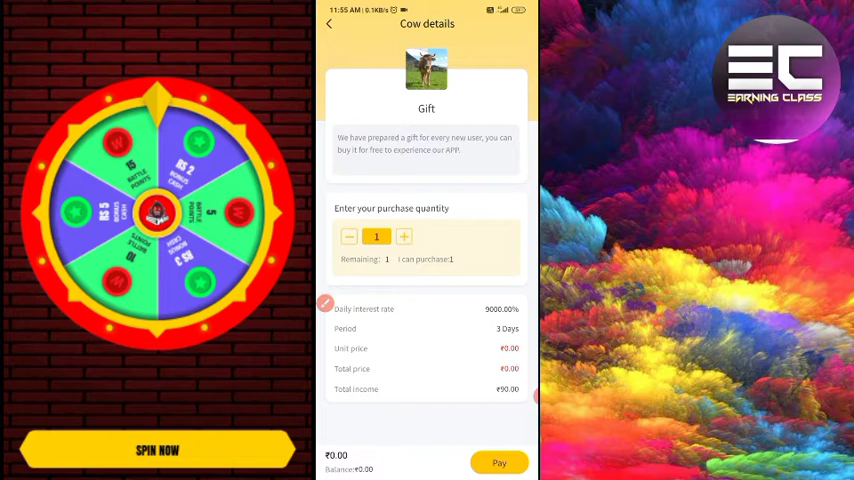 15
BATTLE
POINTS
RS 2
BONUS
CASH
5
BATTLE
POINTS
RS 3
BONUS
CASH
10
BATTLE
POINTS
RS 5
BONUS
CASH
SPIN NOW
11:55 AM | 0.1KB/s
Cow details
Gift
We have prepared a gift for every new user, you can
buy it for free to experience our APP.
Enter your purchase quantity
− 1 +
Remaining: 1 I can purchase:1
Daily interest rate 9000.00%
Period 3 Days
Unit price ₹0.00
Total price ₹0.00
Total income ₹90.00
₹0.00
Balance:₹0.00
Pay
EC
EARNING CLASS